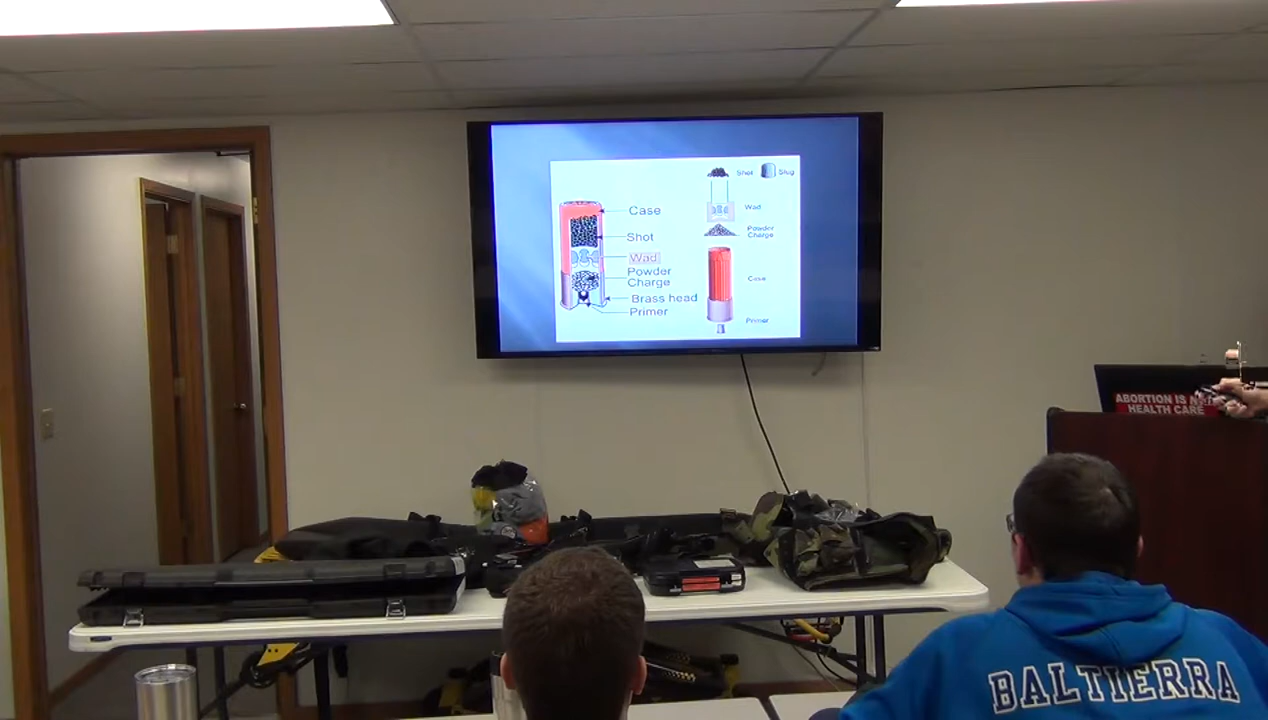 Shot
Slug
Case
Wad
Shot
Powder
Charge
Wad
Powder
Charge
Case
Brass head
Primer
Primer
ABORTION IS NOT
HEALTH CARE
BALTIERRA